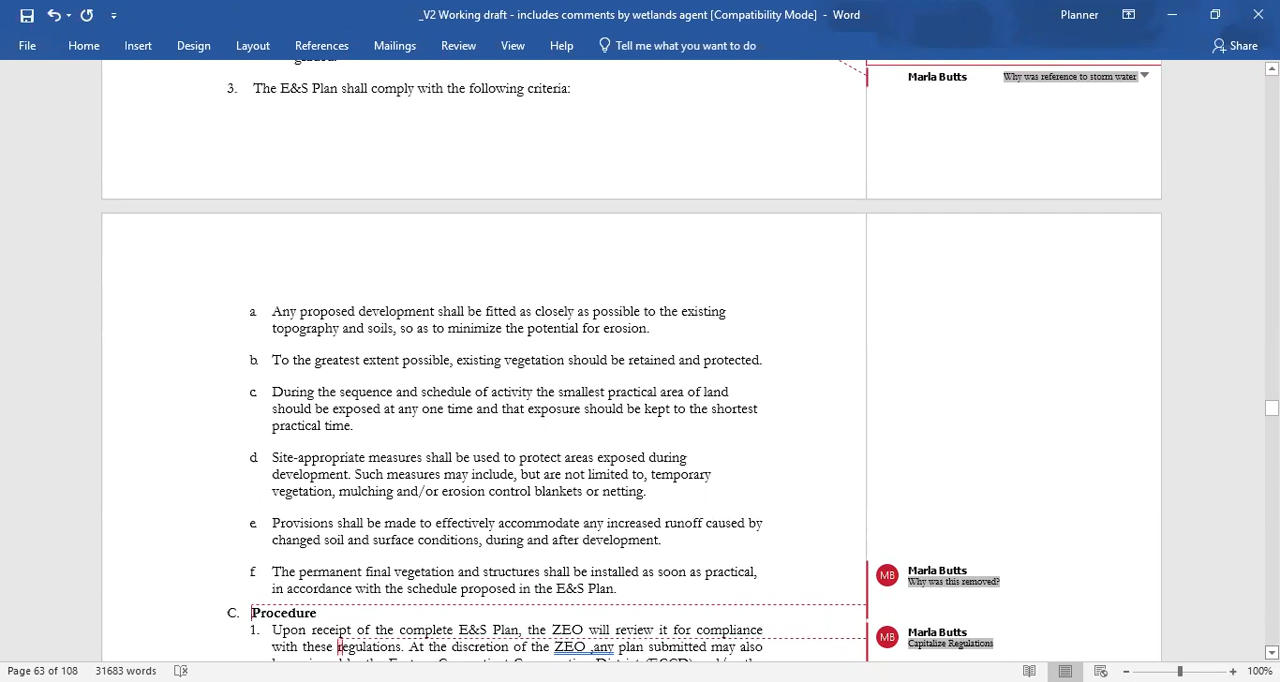 _V2 Working draft - includes comments by wetlands agent [Compatibility Mode] - Word
Planner
File Home Insert Design Layout References Mailings Review View Help Tell me what you want to do Share
3. The E&S Plan shall comply with the following criteria:
Marla Butts Why was reference to storm water
a. Any proposed development shall be fitted as closely as possible to the existing
topography and soils, so as to minimize the potential for erosion.
b. To the greatest extent possible, existing vegetation should be retained and protected.
c. During the sequence and schedule of activity the smallest practical area of land
should be exposed at any one time and that exposure should be kept to the shortest
practical time.
d. Site-appropriate measures shall be used to protect areas exposed during
development. Such measures may include, but are not limited to, temporary
vegetation, mulching and/or erosion control blankets or netting.
e. Provisions shall be made to effectively accommodate any increased runoff caused by
changed soil and surface conditions, during and after development.
f. The permanent final vegetation and structures shall be installed as soon as practical,
in accordance with the schedule proposed in the E&S Plan.
MB Marla Butts
Why was this removed?
C. Procedure
1. Upon receipt of the complete E&S Plan, the ZEO will review it for compliance
with these regulations. At the discretion of the ZEO ,any plan submitted may also
MB Marla Butts
Capitalize Regulations
Page 63 of 108 31683 words
100%